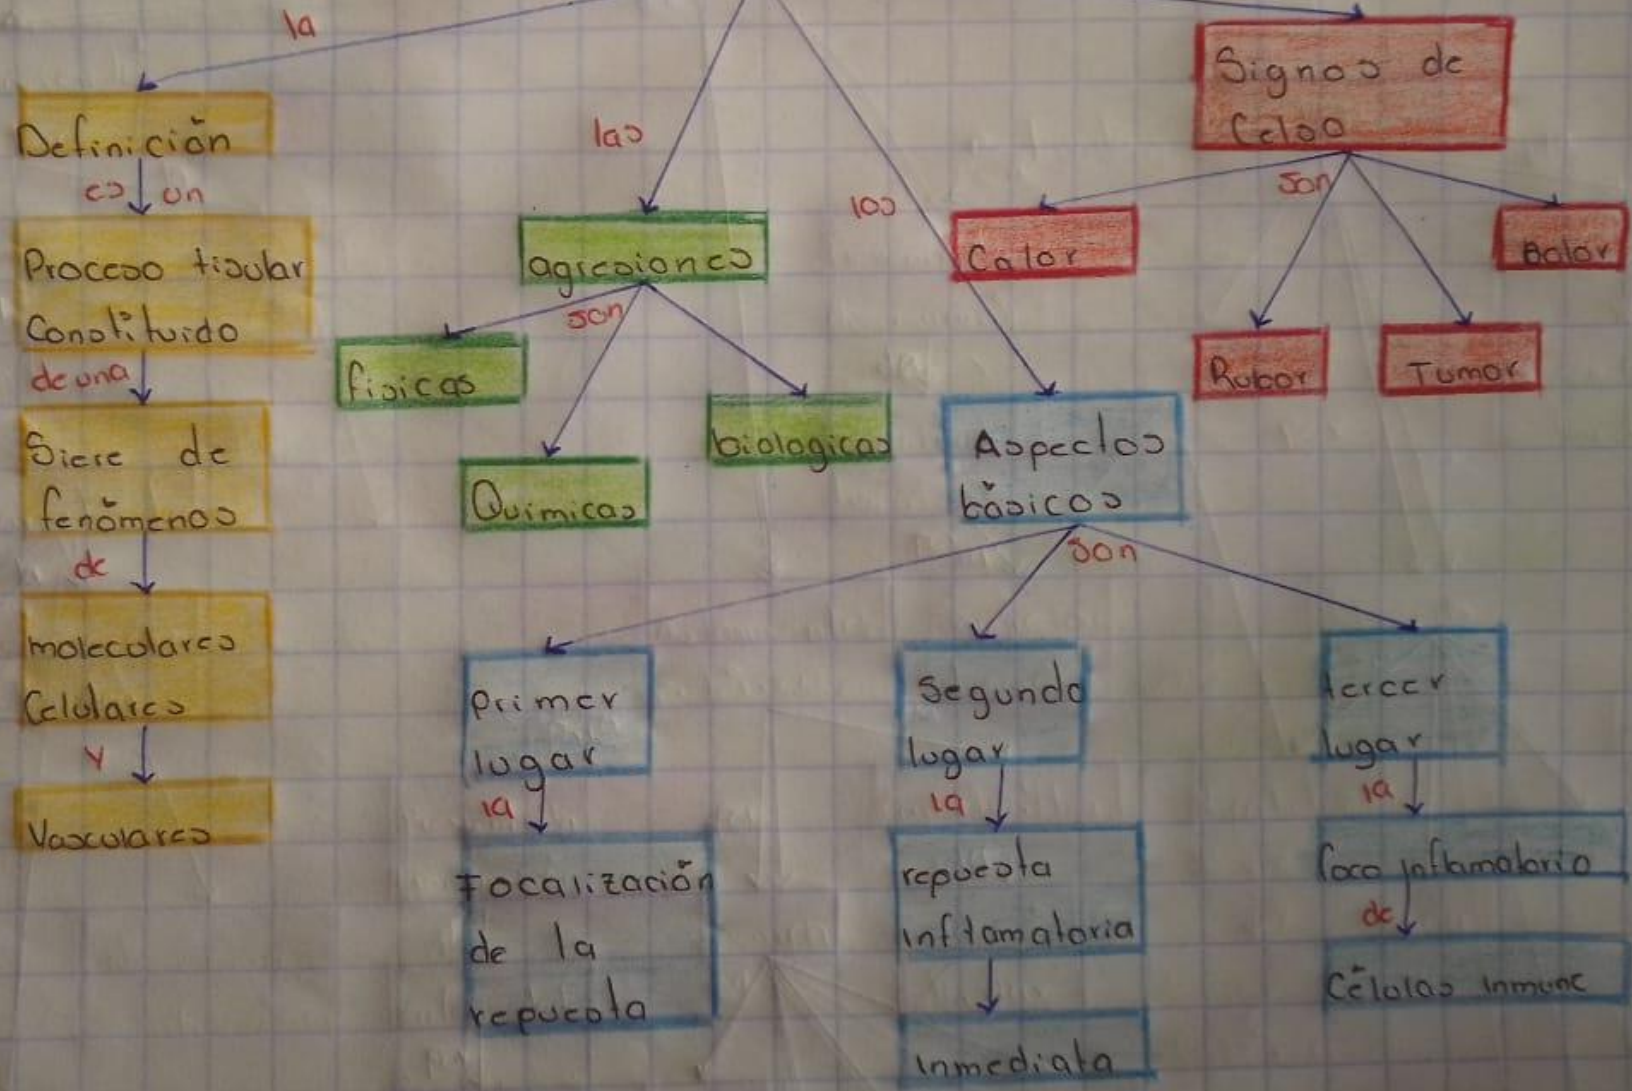 la
Definición
es un
Proceso tisular
Constituido
de una
Siere de
fenómenos
de
moleculares
Celulares
y
Vasculares
las
agresiones
son
fisicas
Quimicas
biologicas
los
Aspectos
básicos
son
Primer
lugar
la
Focalización
de la
repuesta
Segundo
lugar
la
repuesta
inflamatoria
inmediata
tercer
lugar
la
foco inflamatorio
de
Células inmune
Signos de
Celso
son
Calor
Rubor
Tumor
Dolor